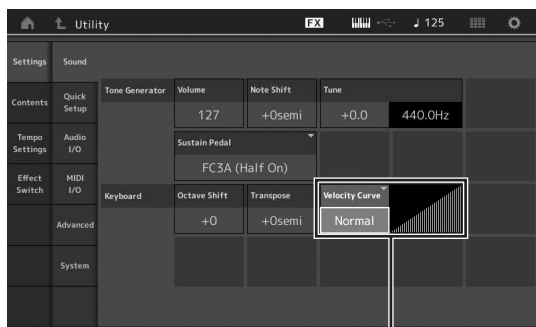 Utility
FX
♩ 125
Settings
Sound
Contents
Quick
Setup
Tempo
Settings
Audio
I/O
Effect
Switch
MIDI
I/O
Advanced
System
Tone Generator
Volume
127
Note Shift
+0semi
Tune
+0.0
440.0Hz
Sustain Pedal
FC3A (Half On)
Keyboard
Octave Shift
+0
Transpose
+0semi
Velocity Curve
Normal